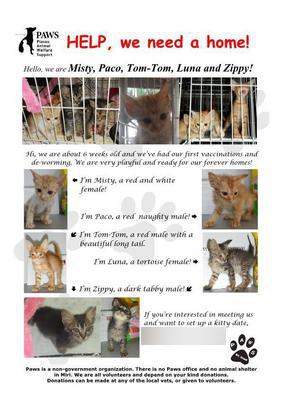 PAWS
Piasau
Animal
Welfare
Support
HELP, we need a home!
Hello, we are Misty, Paco, Tom-Tom, Luna and Zippy!
Hi, we are about 6 weeks old and we've had our first vaccinations and
de-worming. We are very playful and ready for our forever homes!
I'm Misty, a red and white
female!
I'm Paco, a red naughty male!
I'm Tom-Tom, a red male with a
beautiful long tail.
I'm Luna, a tortoise female!
I'm Zippy, a dark tabby male!
If you're interested in meeting us
and want to set up a kitty date,
PAWS
Paws is a non-government organization. There is no Paws office and no animal shelter
in Miri. We are all volunteers and depend on your kind donations.
Donations can be made at any of the local vets, or given to volunteers.